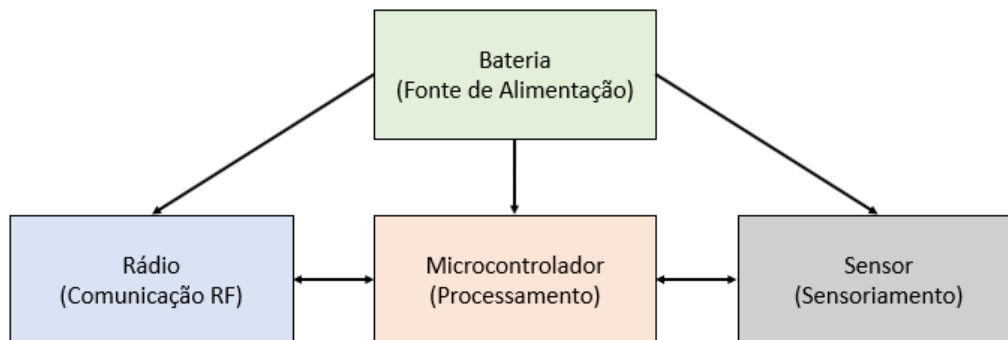 Bateria
(Fonte de Alimentação)
Rádio
(Comunicação RF)
Microcontrolador
(Processamento)
Sensor
(Sensoriamento)